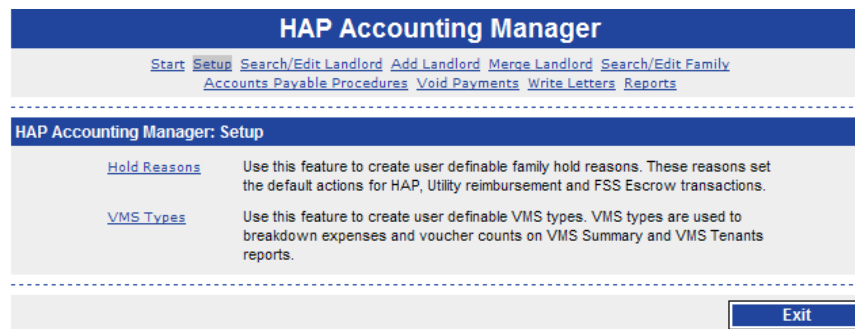 HAP Accounting Manager
Start Setup Search/Edit Landlord Add Landlord Merge Landlord Search/Edit Family
Accounts Payable Procedures Void Payments Write Letters Reports
HAP Accounting Manager: Setup
Hold Reasons Use this feature to create user definable family hold reasons. These reasons set
the default actions for HAP, Utility reimbursement and FSS Escrow transactions.
VMS Types Use this feature to create user definable VMS types. VMS types are used to
breakdown expenses and voucher counts on VMS Summary and VMS Tenants
reports.
Exit